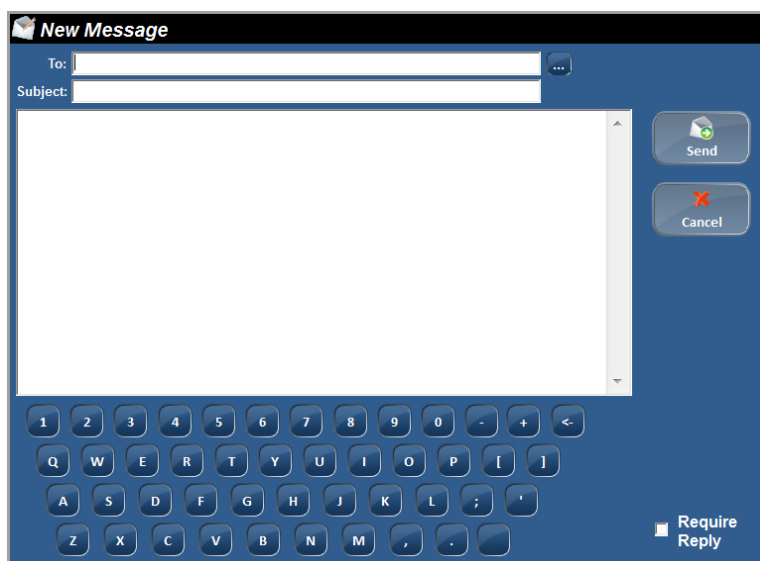 New Message
To:
...
Subject:
Send
Cancel
1 2 3 4 5 6 7 8 9 0 - + <-
Q W E R T Y U I O P [ ]
A S D F G H J K L ; '
Z X C V B N M , .
Require
Reply